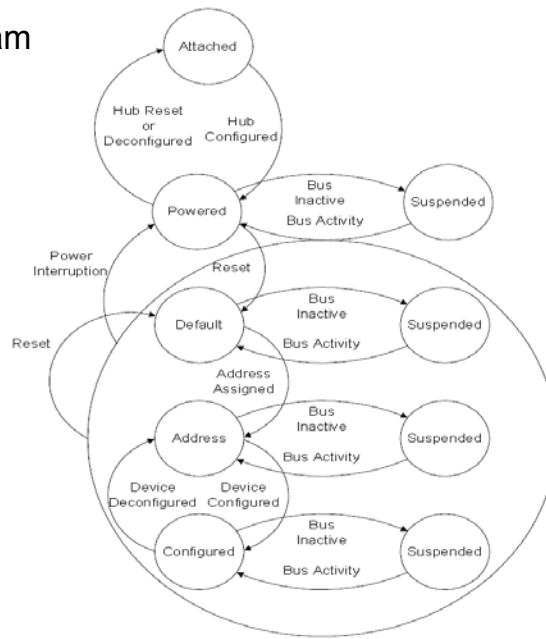 am
Attached
Hub Reset
or
Deconfigured
Hub
Configured
Bus
Inactive
Powered
Suspended
Bus Activity
Power
Interruption
Reset
Bus
Inactive
Default
Suspended
Reset
Bus Activity
Address
Assigned
Bus
Inactive
Address
Suspended
Bus Activity
Device
Deconfigured
Device
Configured
Bus
Inactive
Configured
Suspended
Bus Activity